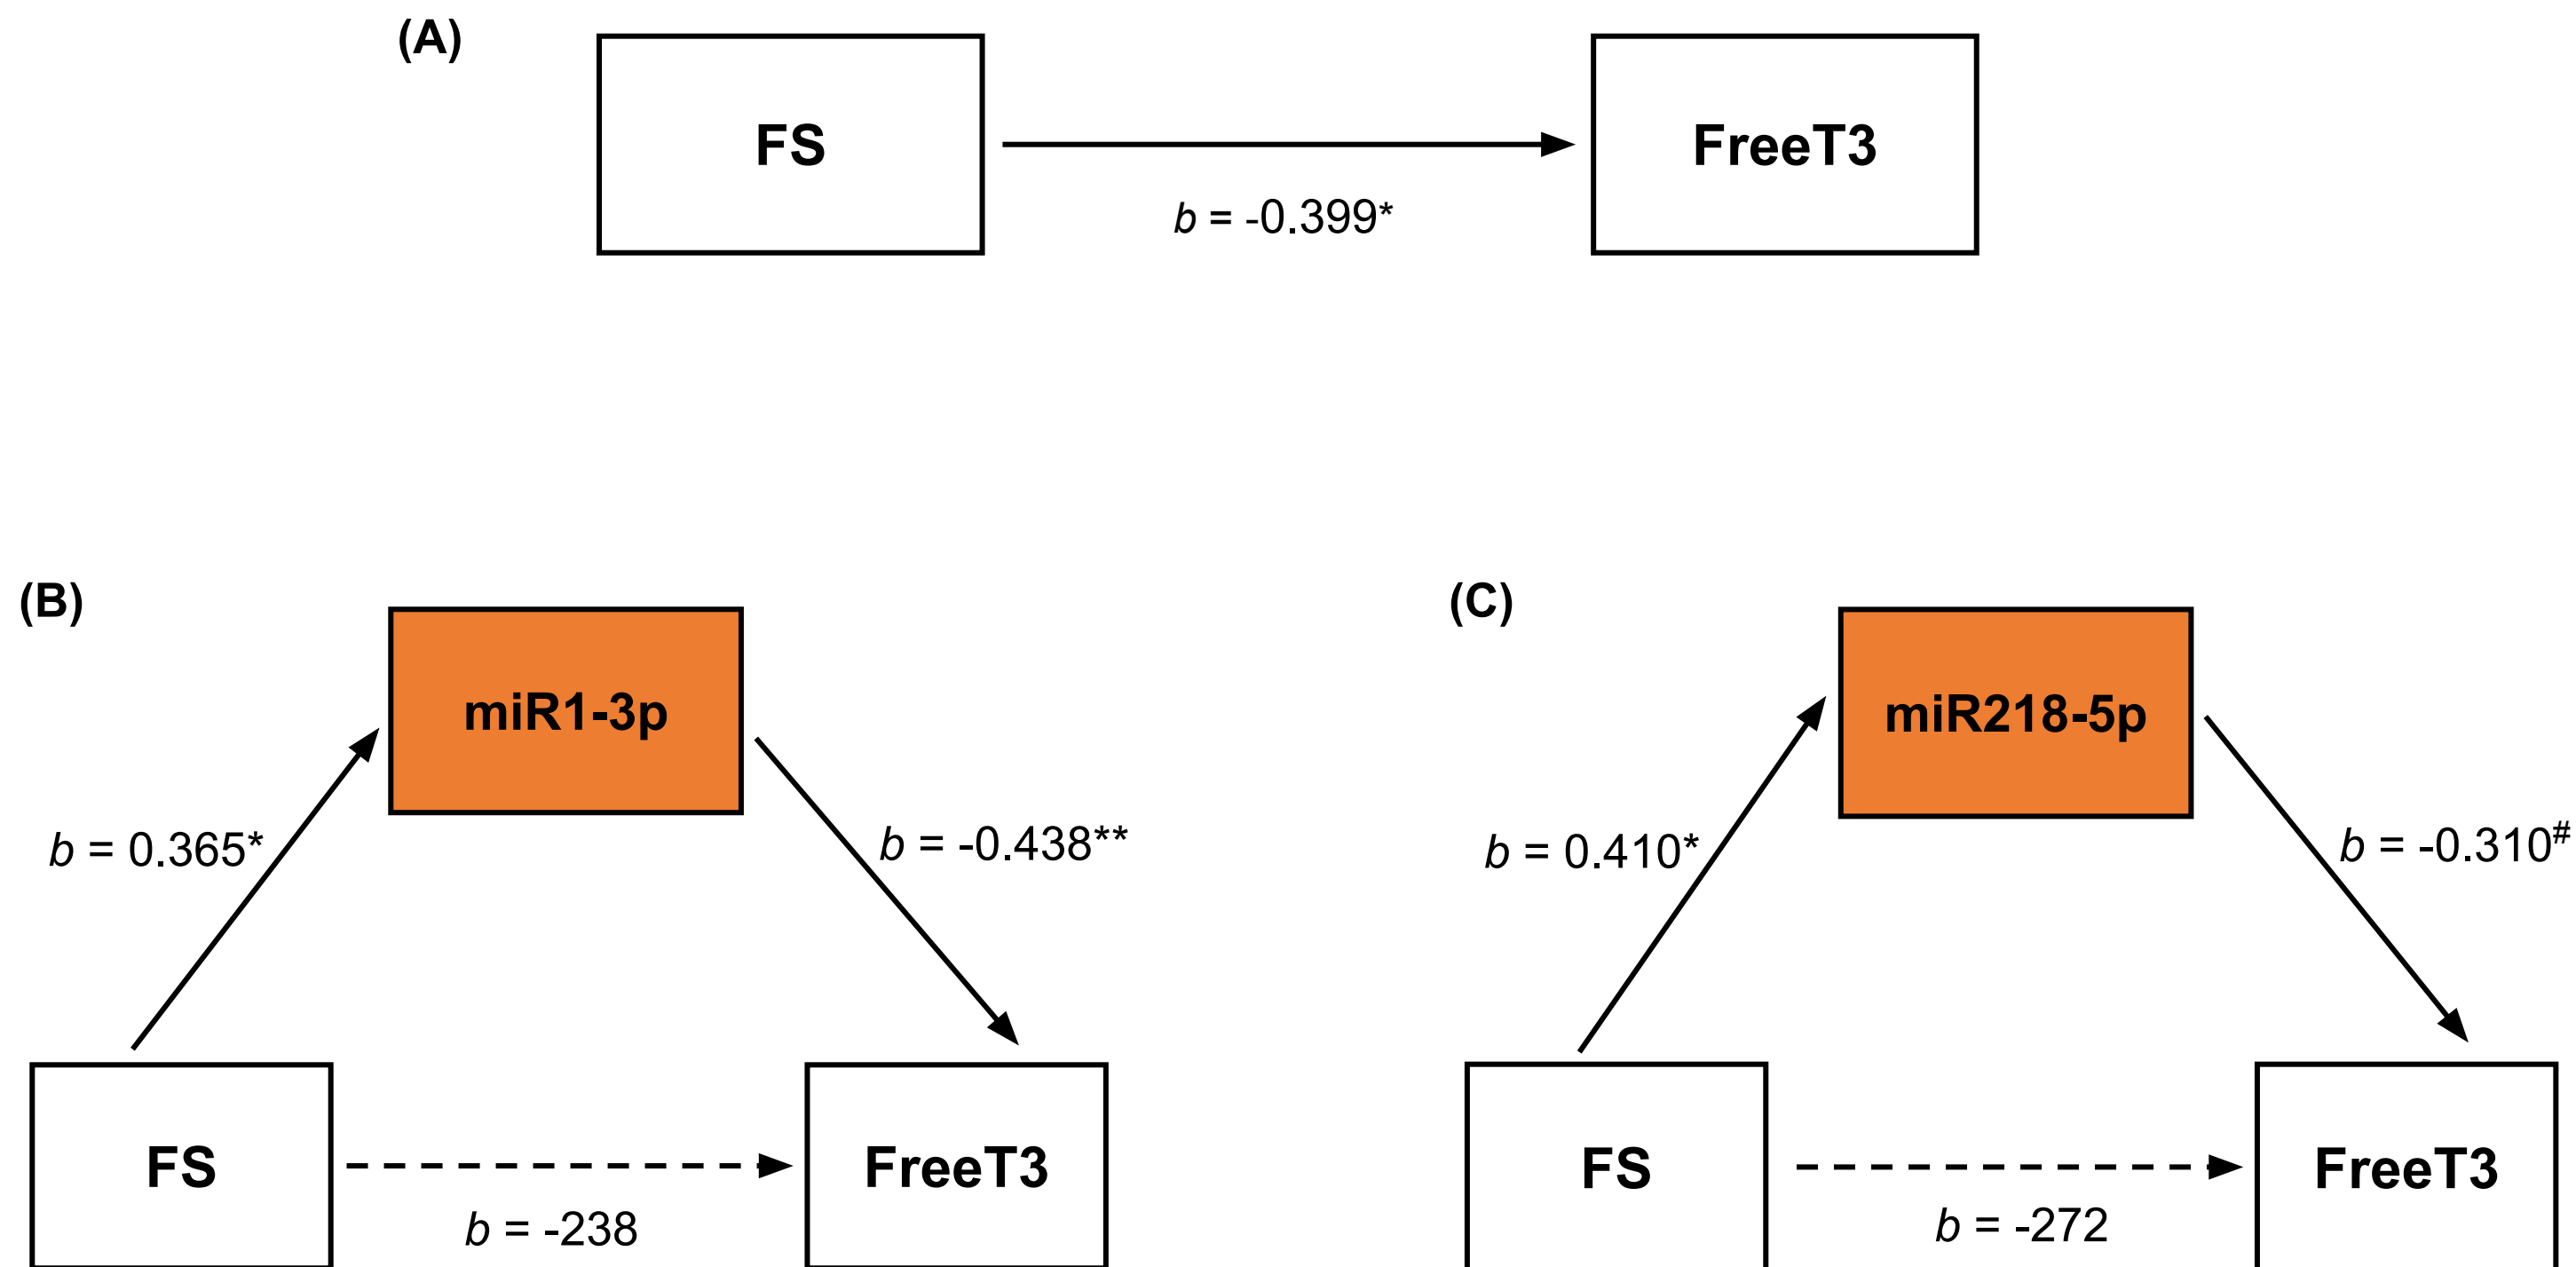 (A)
FS
FreeT3
b = -0.399*
(B)
miR1-3p
b = 0.365*
b = -0.438**
FS
FreeT3
b = -238
(C)
miR218-5p
b = 0.410*
b = -0.310#
FS
FreeT3
b = -272